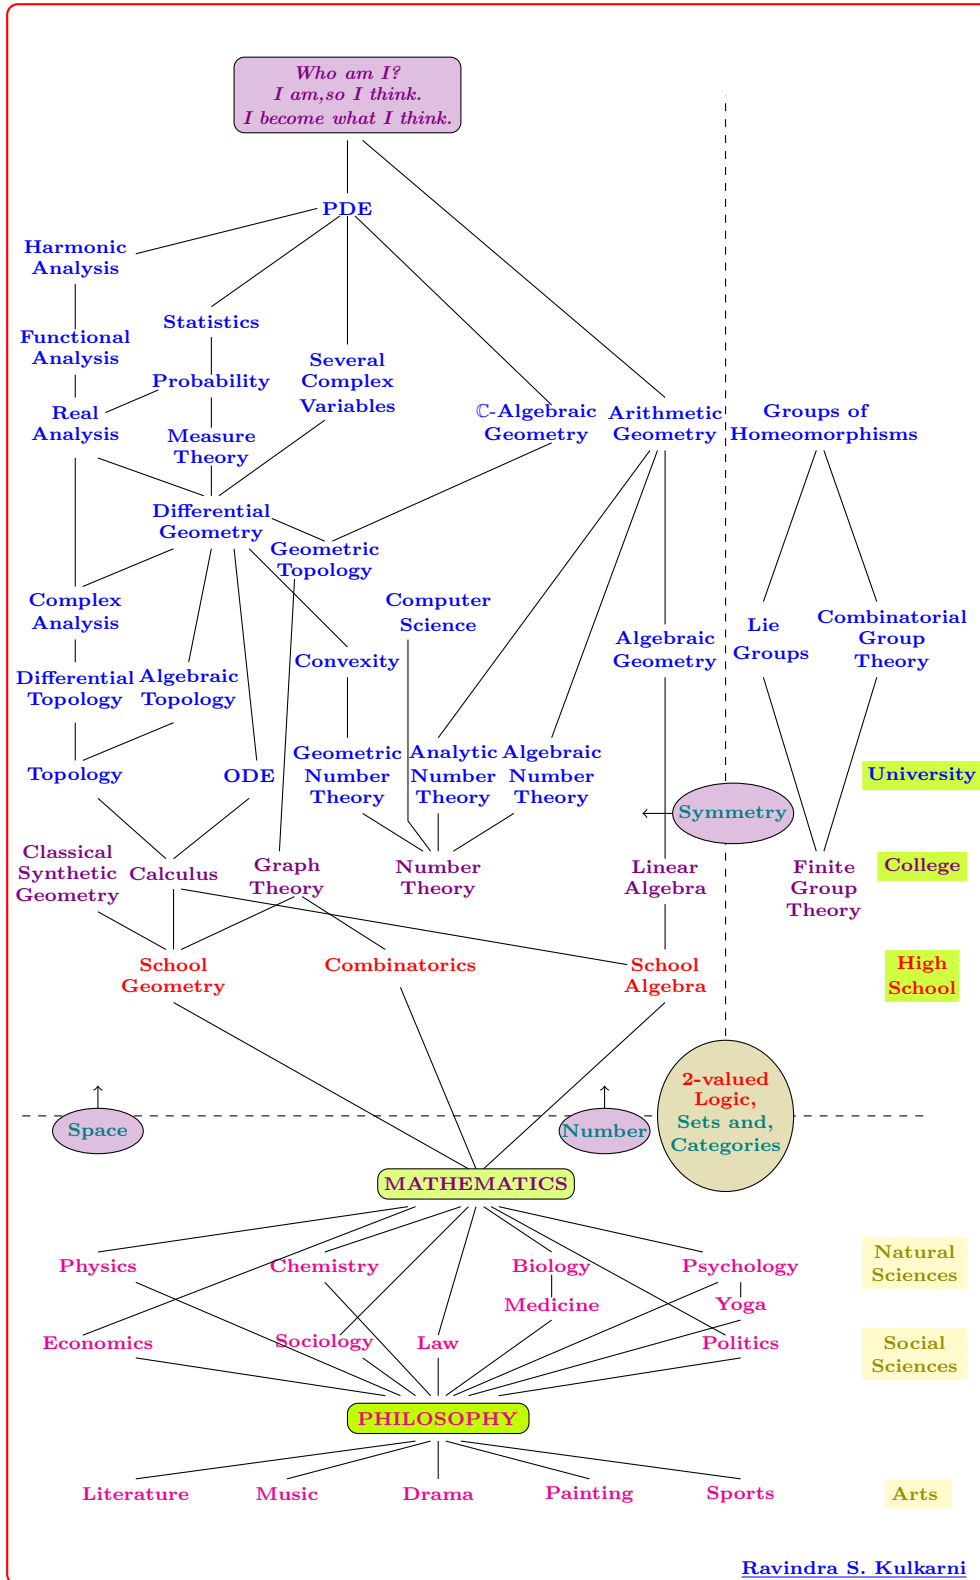 Who am I?
I am,so I think.
I become what I think.
PDE
Harmonic
Analysis
Statistics
Functional
Analysis
Several
Complex
Variables
Probability
Real
Analysis
ℂ-Algebraic
Geometry
Arithmetic
Geometry
Groups of
Homeomorphisms
Measure
Theory
Differential
Geometry
Geometric
Topology
Complex
Analysis
Computer
Science
Algebraic
Geometry
Lie
Groups
Combinatorial
Group
Theory
Convexity
Differential
Topology
Algebraic
Topology
Topology
ODE
Geometric
Number
Theory
Analytic
Number
Theory
Algebraic
Number
Theory
University
Symmetry
Classical
Synthetic
Geometry
Calculus
Graph
Theory
Number
Theory
Linear
Algebra
Finite
Group
Theory
College
School
Geometry
Combinatorics
School
Algebra
High
School
2-valued
Logic,
Sets and,
Categories
Space
Number
MATHEMATICS
Physics
Chemistry
Biology
Psychology
Natural
Sciences
Medicine
Yoga
Economics
Sociology
Law
Politics
Social
Sciences
PHILOSOPHY
Literature
Music
Drama
Painting
Sports
Arts
Ravindra S. Kulkarni